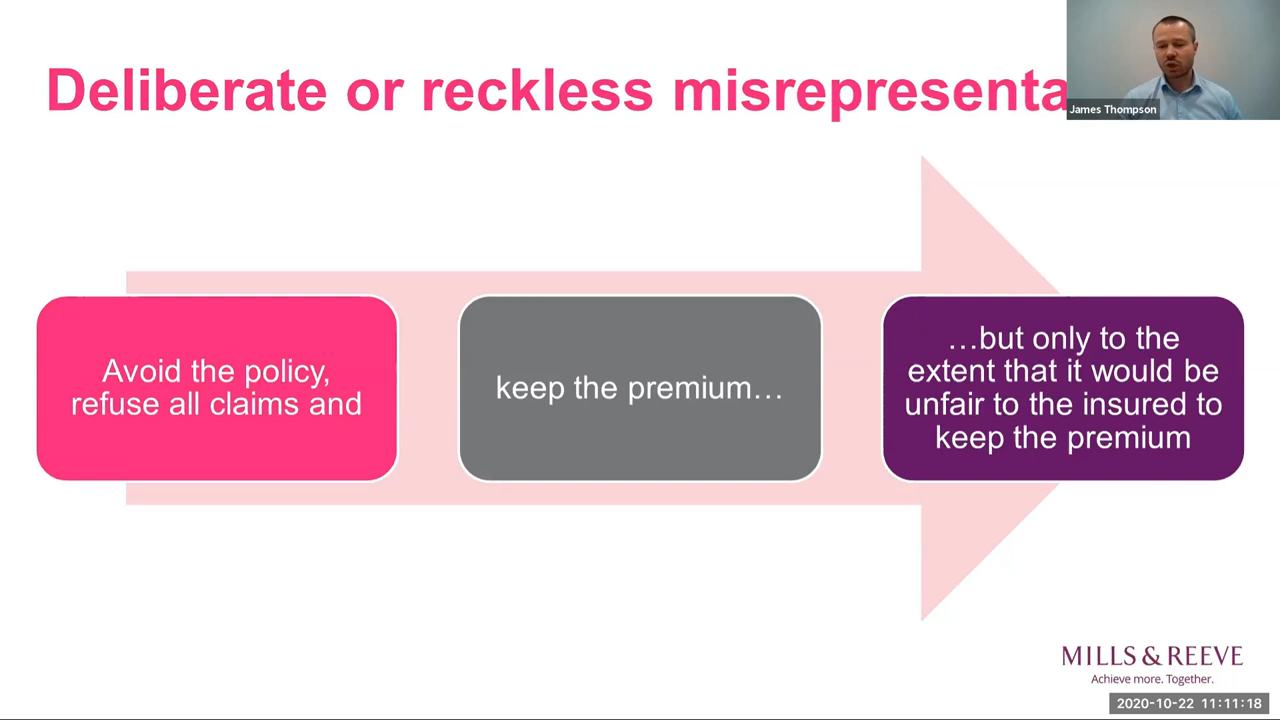 Deliberate or reckless misrepresenta
James Thompson
Avoid the policy,
refuse all claims and
keep the premium…
…but only to the
extent that it would be
unfair to the insured to
keep the premium
MILLS & REEVE
Achieve more. Together.
2020-10-22 11:11:18